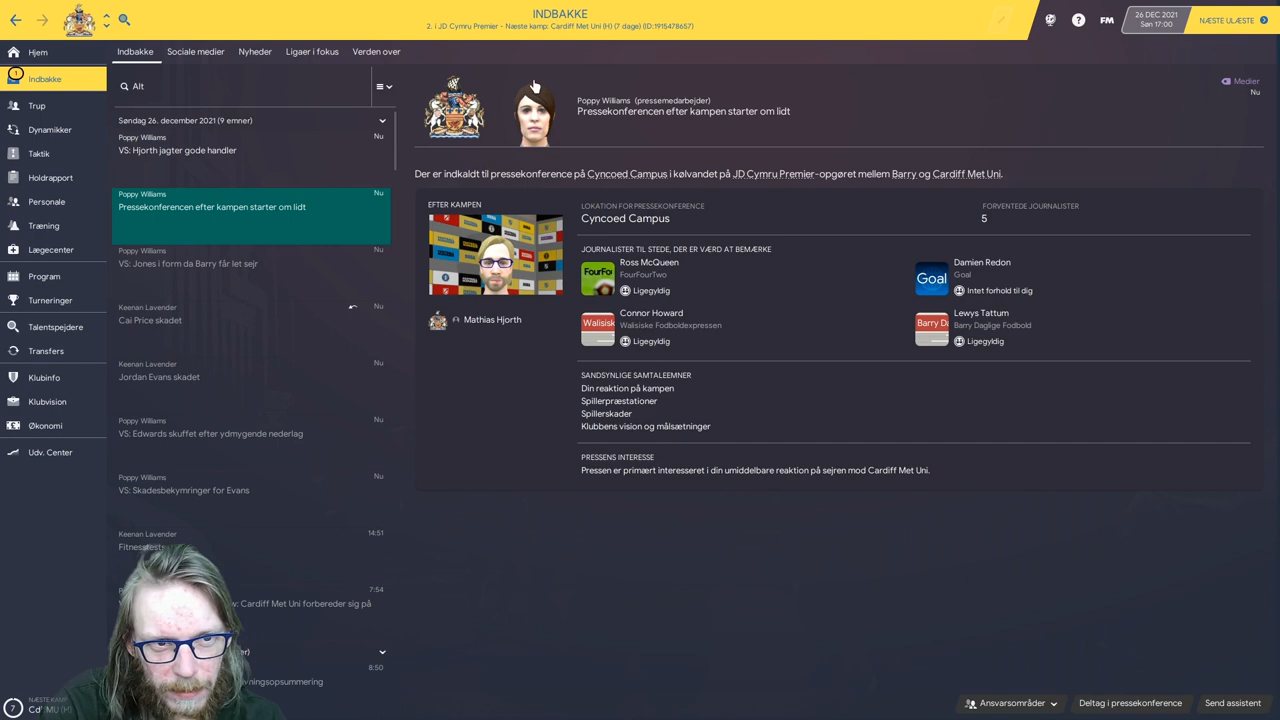 INDBAKKE
2. i JD Cymru Premier - Næste kamp: Cardiff Met Uni (H) (7 dage) (ID:1915478657)
FM
26 DEC 2021
Søn 17:00
NÆSTE ULÆSTE
Hjem
Indbakke
Trup
Dynamikker
Taktik
Holdrapport
Personale
Træning
Lægecenter
Program
Turneringer
Talentspejdere
Transfers
Klubinfo
Klubvision
Økonomi
Udv. Center
Indbakke
Sociale medier
Nyheder
Ligaer i fokus
Verden over
Alt
Søndag 26. december 2021 (9 emner)
Poppy Williams
Nu
VS: Hjorth jagter gode handler
Poppy Williams
Nu
Pressekonferencen efter kampen starter om lidt
Poppy Williams
Nu
VS: Jones i form da Barry får let sejr
Keenan Lavender
Nu
Cai Price skadet
Keenan Lavender
Nu
Jordan Evans skadet
Poppy Williams
Nu
VS: Edwards skuffet efter ydmygende nederlag
Poppy Williams
Nu
VS: Skadesbekymringer for Evans
Keenan Lavender
14:51
7:54
Cardiff Met Uni forbereder sig på
8:50
Poppy Williams (pressemedarbejder)
Pressekonferencen efter kampen starter om lidt
Medier
Nu
Der er indkaldt til pressekonference på Cyncoed Campus i kølvandet på JD Cymru Premier-opgøret mellem Barry og Cardiff Met Uni.
EFTER KAMPEN
Mathias Hjorth
LOKATION FOR PRESSEKONFERENCE
Cyncoed Campus
FORVENTEDE JOURNALISTER
5
JOURNALISTER TIL STEDE, DER ER VÆRD AT BEMÆRKE
FourFou
Ross McQueen
FourFourTwo
Ligegyldig
Goal
Damien Redon
Goal
Intet forhold til dig
Walisisk
Connor Howard
Walisiske Fodboldexpressen
Ligegyldig
Barry Da
Lewys Tattum
Barry Daglige Fodbold
Ligegyldig
SANDSYNLIGE SAMTALEEMNER
Din reaktion på kampen
Spillerpræstationer
Spillerskader
Klubbens vision og målsætninger
PRESSENS INTERESSE
Pressen er primært interesseret i din umiddelbare reaktion på sejren mod Cardiff Met Uni.
7
NÆSTE KAMP
Ansvarsområder
Deltag i pressekonference
Send assistent